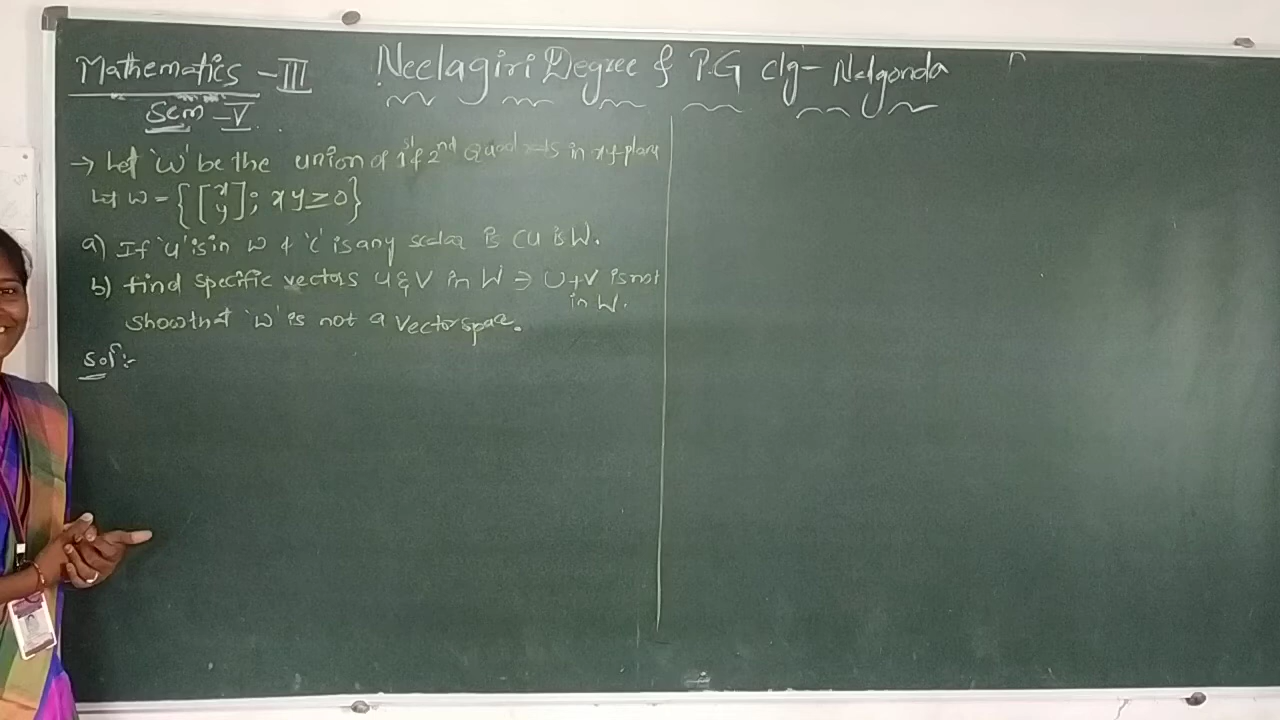 Mathematics - III
Sem - V
Neelagiri Degree & P.G clg - Nalgonda
→ Let 'W' be the union of 1st & 2nd Quadrants in xy-plane
Let W = { [x y] ; xy ≥ 0 }
a) If 'u' is in W & 'c' is any scalar is cu is W.
b) find specific vectors u & v in W ∋ U+V is not in W.
Show that 'W' is not a Vector space.
Sol:-